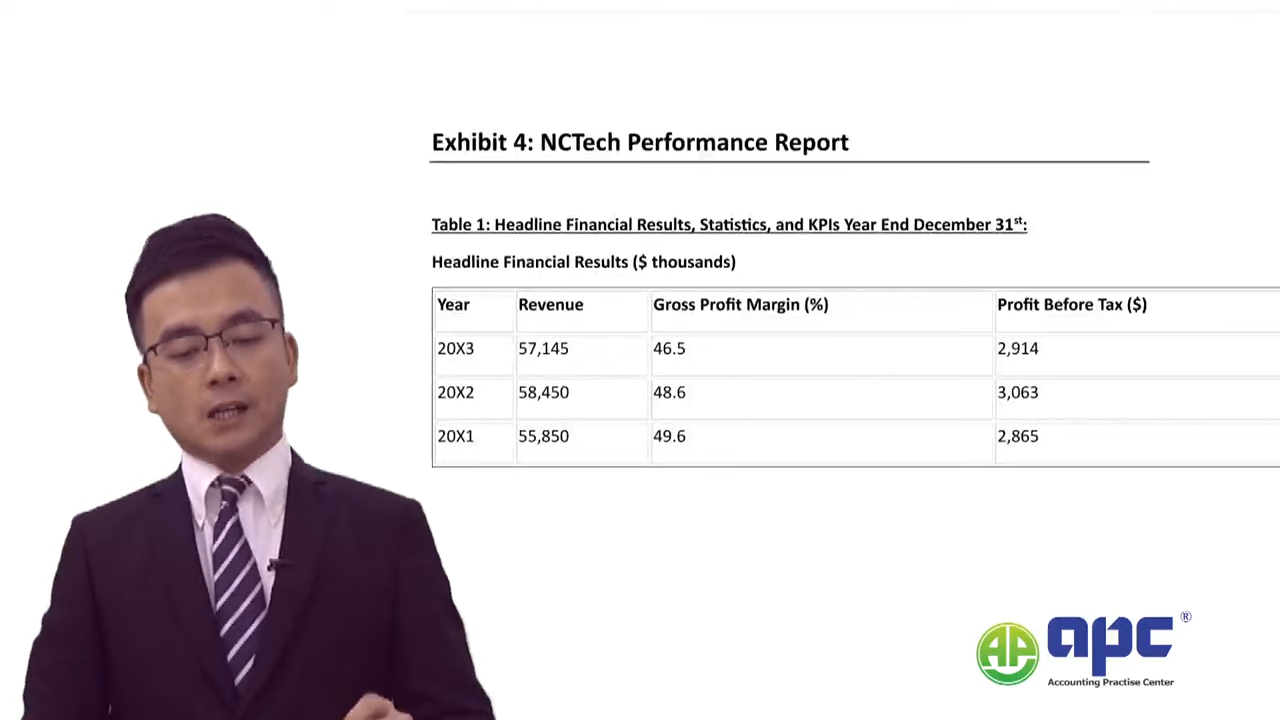 Exhibit 4: NCTech Performance Report
Table 1: Headline Financial Results, Statistics, and KPIs Year End December 31st:
Headline Financial Results ($ thousands)
Year Revenue Gross Profit Margin (%) Profit Before Tax ($)
20X3 57,145 46.5 2,914
20X2 58,450 48.6 3,063
20X1 55,850 49.6 2,865
AP apc ®
Accounting Practise Center